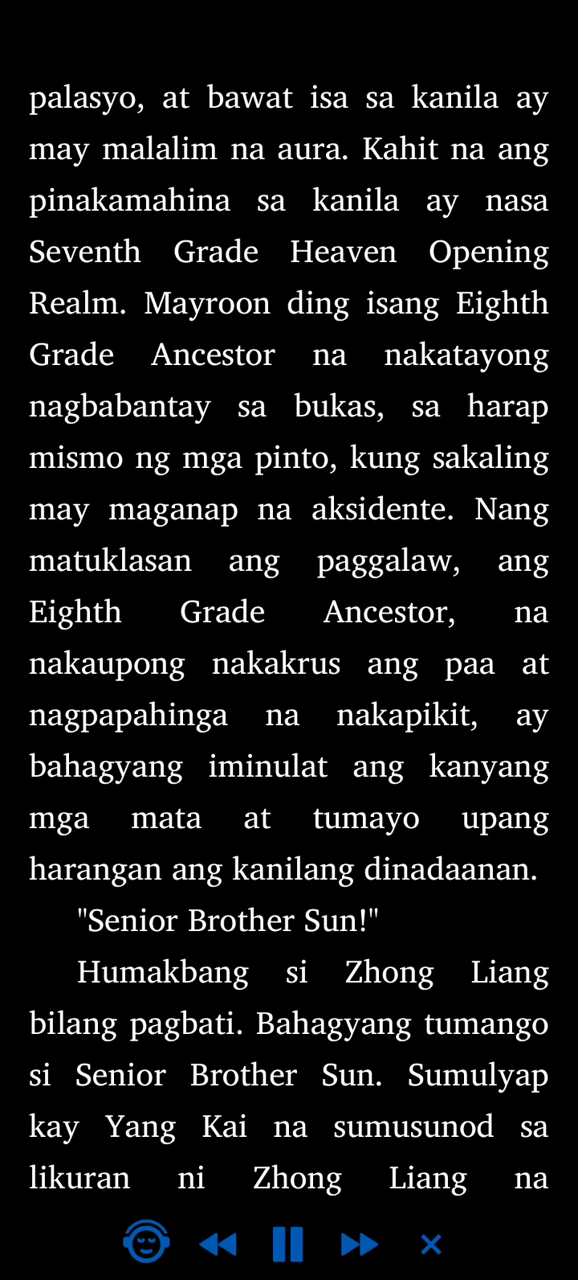 palasyo, at bawat isa sa kanila ay
may malalim na aura. Kahit na ang
pinakamahina sa kanila ay nasa
Seventh Grade Heaven Opening
Realm. Mayroon ding isang Eighth
Grade Ancestor na nakatayong
nagbabantay sa bukas, sa harap
mismo ng mga pinto, kung sakaling
may maganap na aksidente. Nang
matuklasan ang paggalaw, ang
Eighth Grade Ancestor, na
nakaupong nakakrus ang paa at
nagpapahinga na nakapikit, ay
bahagyang iminulat ang kanyang
mga mata at tumayo upang
harangan ang kanilang dinadaanan.
"Senior Brother Sun!"
Humakbang si Zhong Liang
bilang pagbati. Bahagyang tumango
si Senior Brother Sun. Sumulyap
kay Yang Kai na sumusunod sa
likuran ni Zhong Liang na